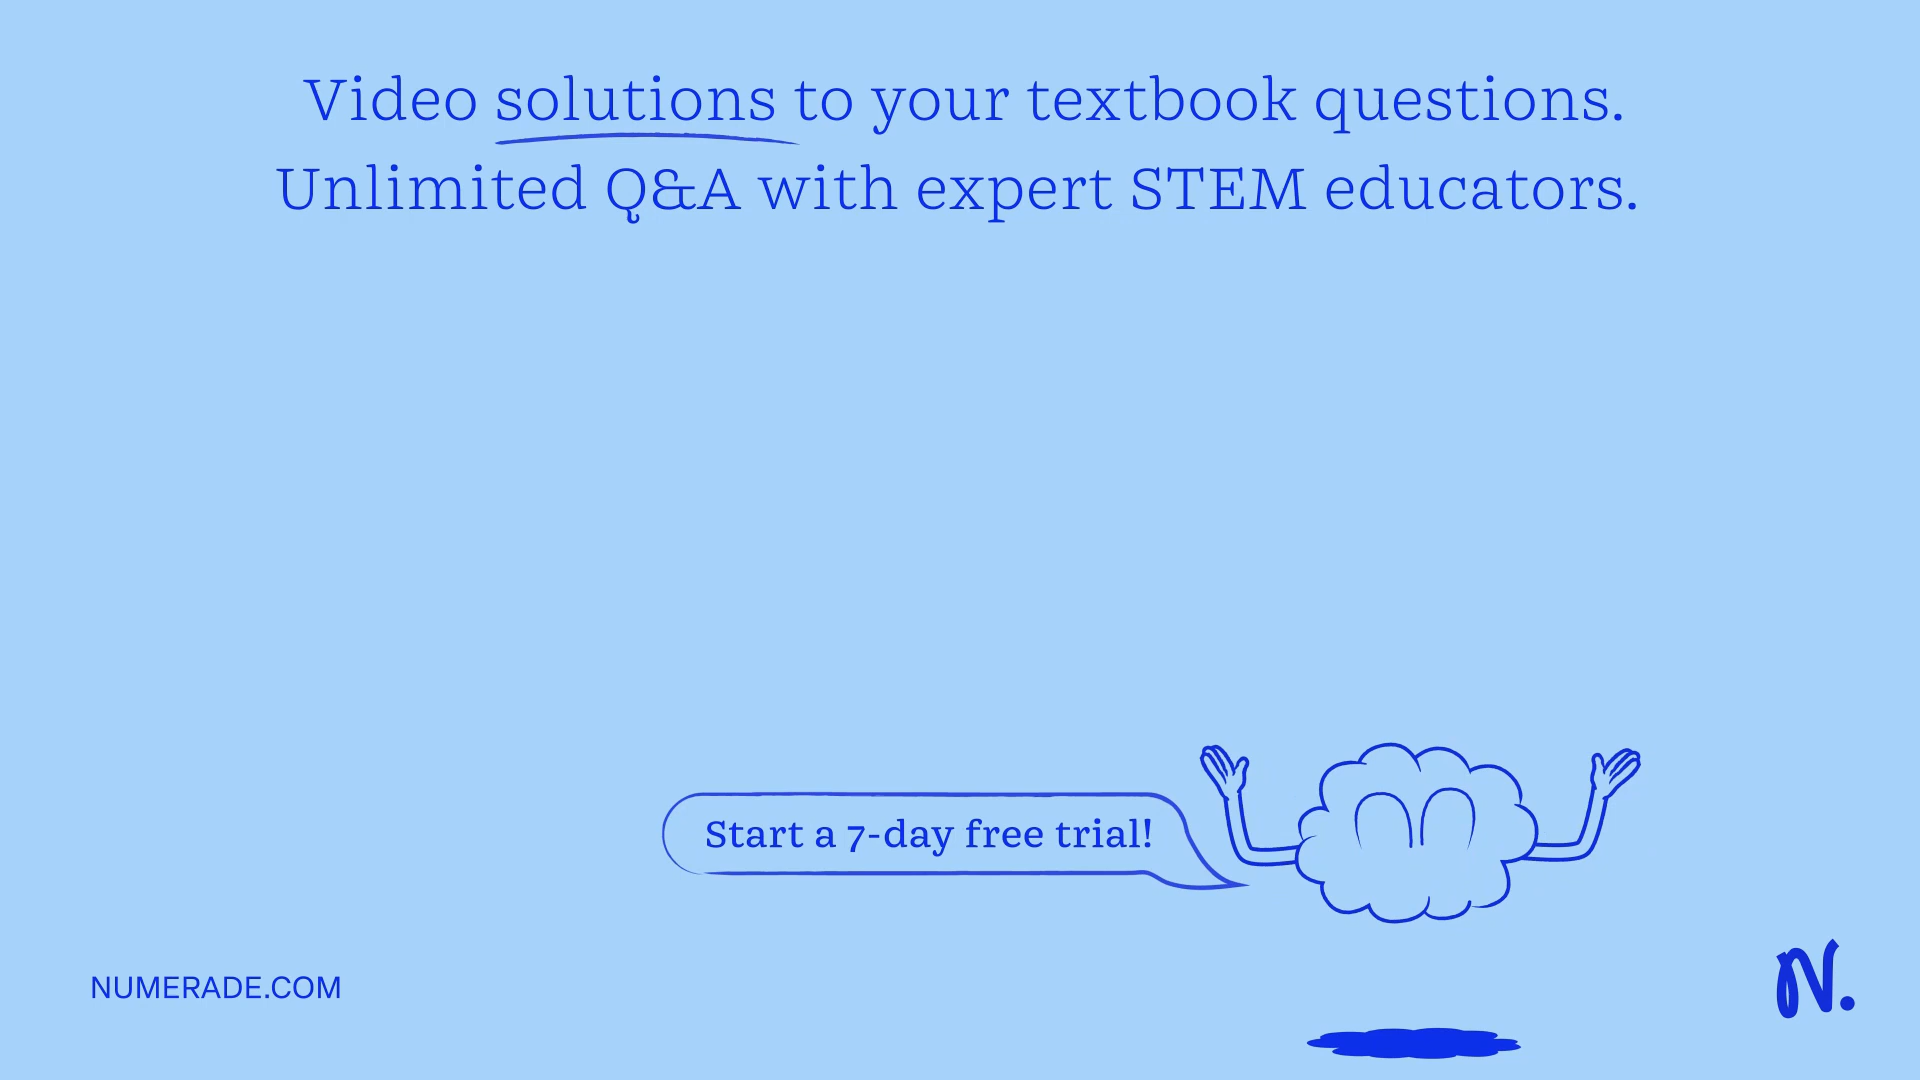 Video solutions to your textbook questions.
Unlimited Q&A with expert STEM educators.
Start a 7-day free trial!
NUMERADE.COM
N.